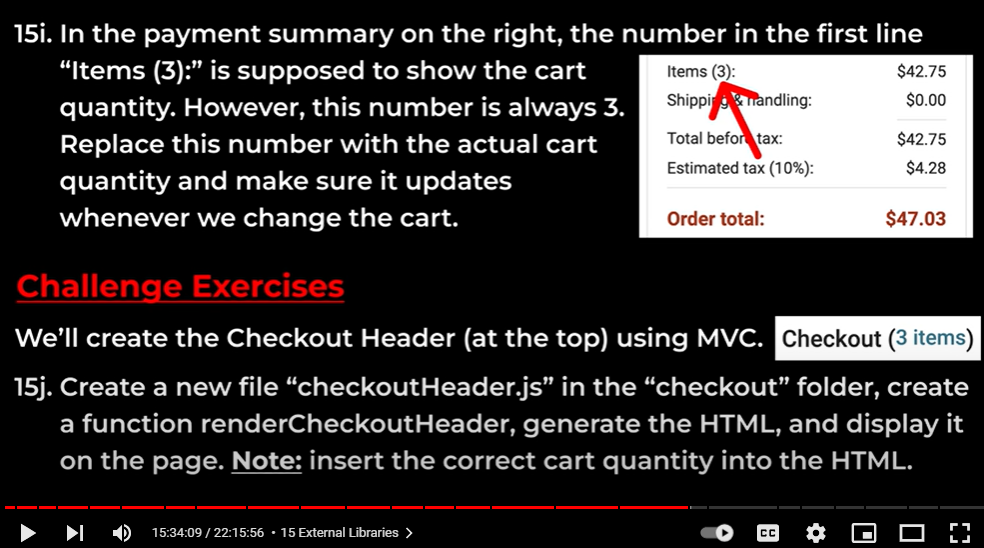 15i. In the payment summary on the right, the number in the first line
“Items (3):” is supposed to show the cart
quantity. However, this number is always 3.
Replace this number with the actual cart
quantity and make sure it updates
whenever we change the cart.
Items (3): $42.75
Shipping & handling: $0.00
Total before tax: $42.75
Estimated tax (10%): $4.28
Order total: $47.03
Challenge Exercises
We’ll create the Checkout Header (at the top) using MVC.
Checkout (3 items)
15j. Create a new file “checkoutHeader.js” in the “checkout” folder, create
a function renderCheckoutHeader, generate the HTML, and display it
on the page. Note: insert the correct cart quantity into the HTML.
15:34:09 / 22:15:56 • 15 External Libraries
CC